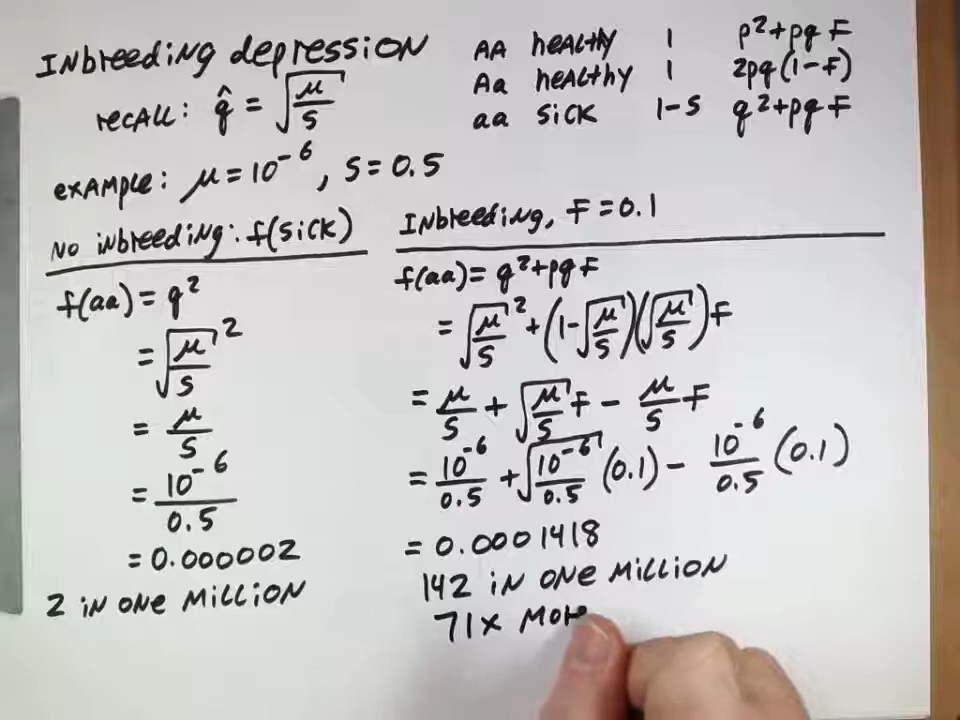 INbreeding depression
recall: q̂ = √(μ/s)
AA HEALTHY 1 p²+pqF
Aa HEALTHY 1 2pq(1-F)
aa SICK 1-S q²+pqF
EXAMPLE: μ = 10⁻⁶, S = 0.5
NO INbreeding: f(SICK)
f(aa) = q²
= √(μ/s)²
= μ/s
= 10⁻⁶/0.5
= 0.000002
2 IN ONE MILLION
INbreeding, F = 0.1
f(aa) = q²+pqF
= √(μ/s)² + (1-√(μ/s))(√(μ/s))F
= μ/s + √(μ/s)F - μ/s F
= 10⁻⁶/0.5 + √(10⁻⁶/0.5) (0.1) - 10⁻⁶/0.5 (0.1)
= 0.0001418
142 IN ONE MILLION
71x